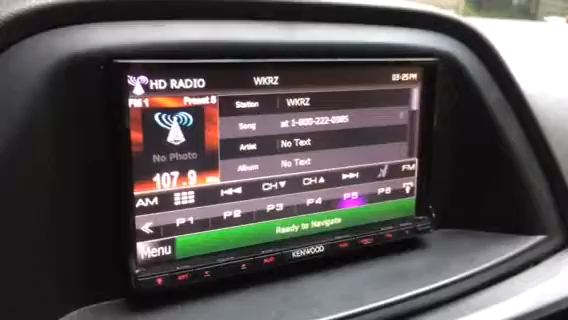 HD RADIO WKRZ 03:25PM
FM 1 Preset 5
Station WKRZ
Song at 1-800-222-0985
Artist No Text
Album No Text
No Photo
107.9
AM CH▼ CH▲ FM
P1 P2 P3 P4 P5 P6
Ready to Navigate
Menu
KENWOOD